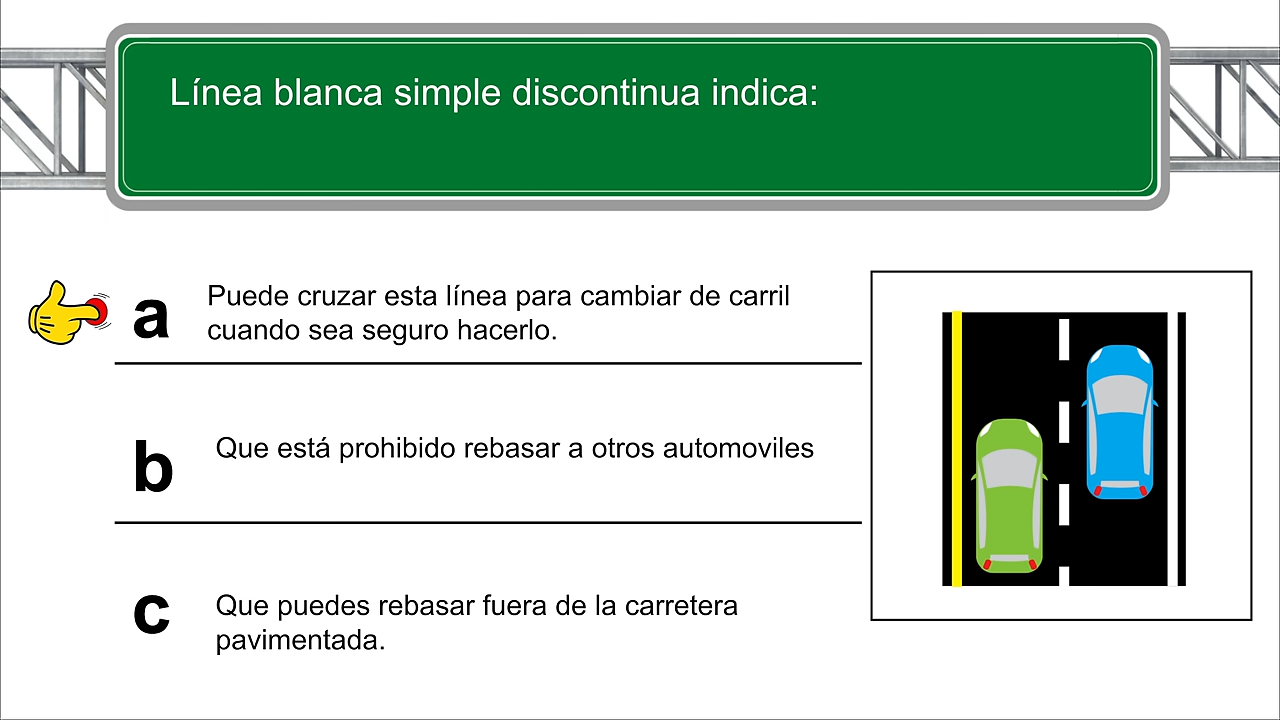 Línea blanca simple discontinua indica:
a
Puede cruzar esta línea para cambiar de carril
cuando sea seguro hacerlo.
b
Que está prohibido rebasar a otros automoviles
c
Que puedes rebasar fuera de la carretera
pavimentada.